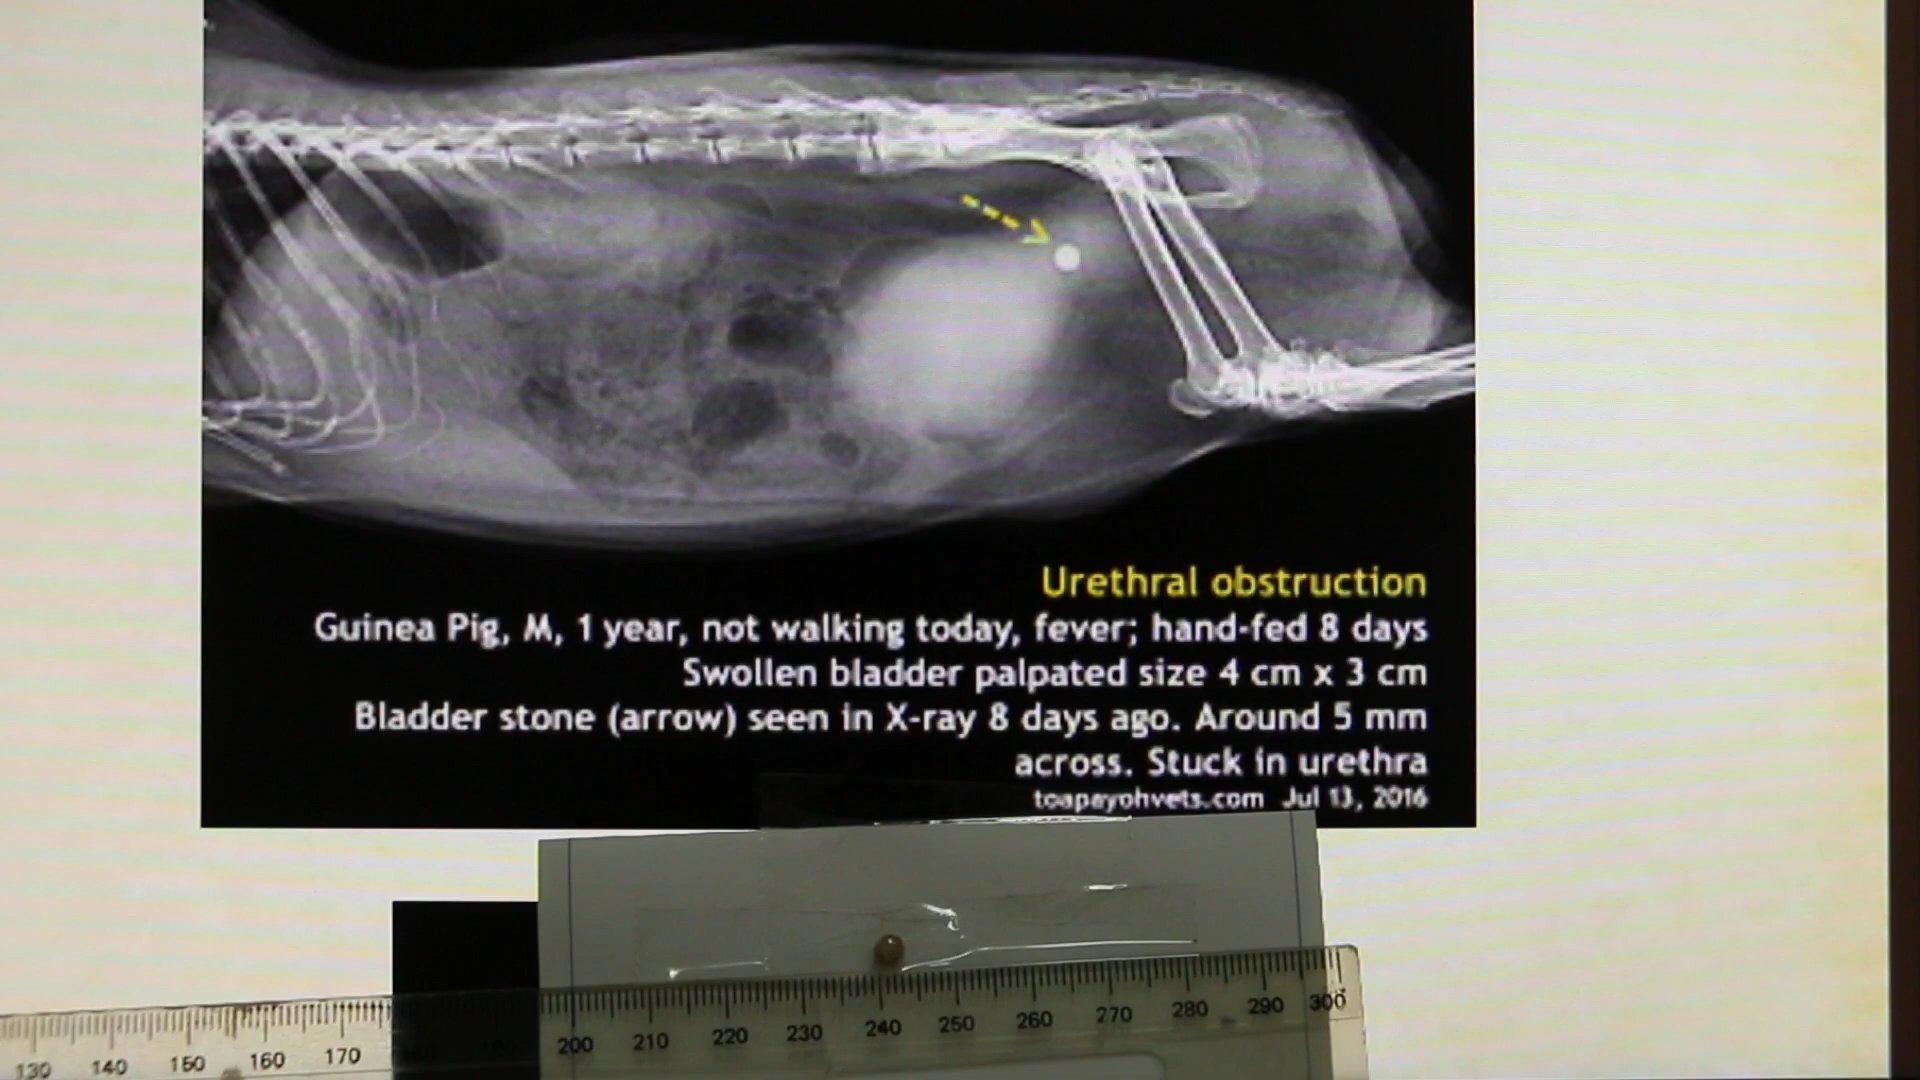 Urethral obstruction
Guinea Pig, M, 1 year, not walking today, fever; hand-fed 8 days
Swollen bladder palpated size 4 cm x 3 cm
Bladder stone (arrow) seen in X-ray 8 days ago. Around 5 mm
across. Stuck in urethra
toapayohvets.com Jul 13, 2016
130 140 150 160 170 180 190 200 210 220 230 240 250 260 270 280 290 300